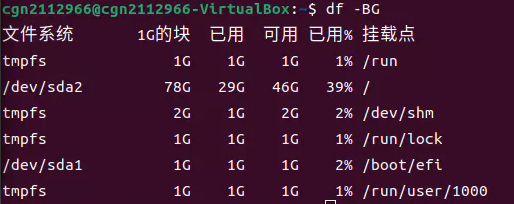 cgn2112966@cgn2112966-VirtualBox:~$ df -BG
文件系统 1G的块 已用 可用 已用% 挂载点
tmpfs 1G 1G 1G 1% /run
/dev/sda2 78G 29G 46G 39% /
tmpfs 2G 1G 2G 2% /dev/shm
tmpfs 1G 1G 1G 1% /run/lock
/dev/sda1 1G 1G 1G 2% /boot/efi
tmpfs 1G 1G 1G 1% /run/user/1000